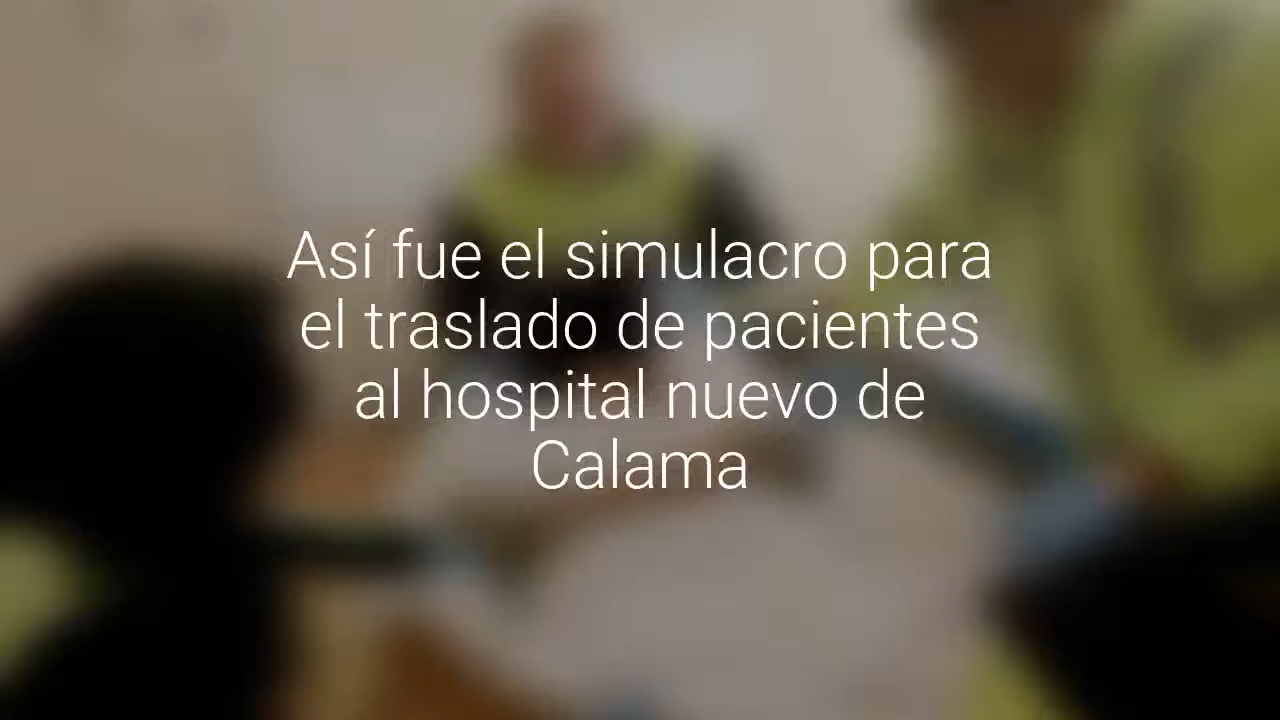 Así fue el simulacro para
el traslado de pacientes
al hospital nuevo de
Calama